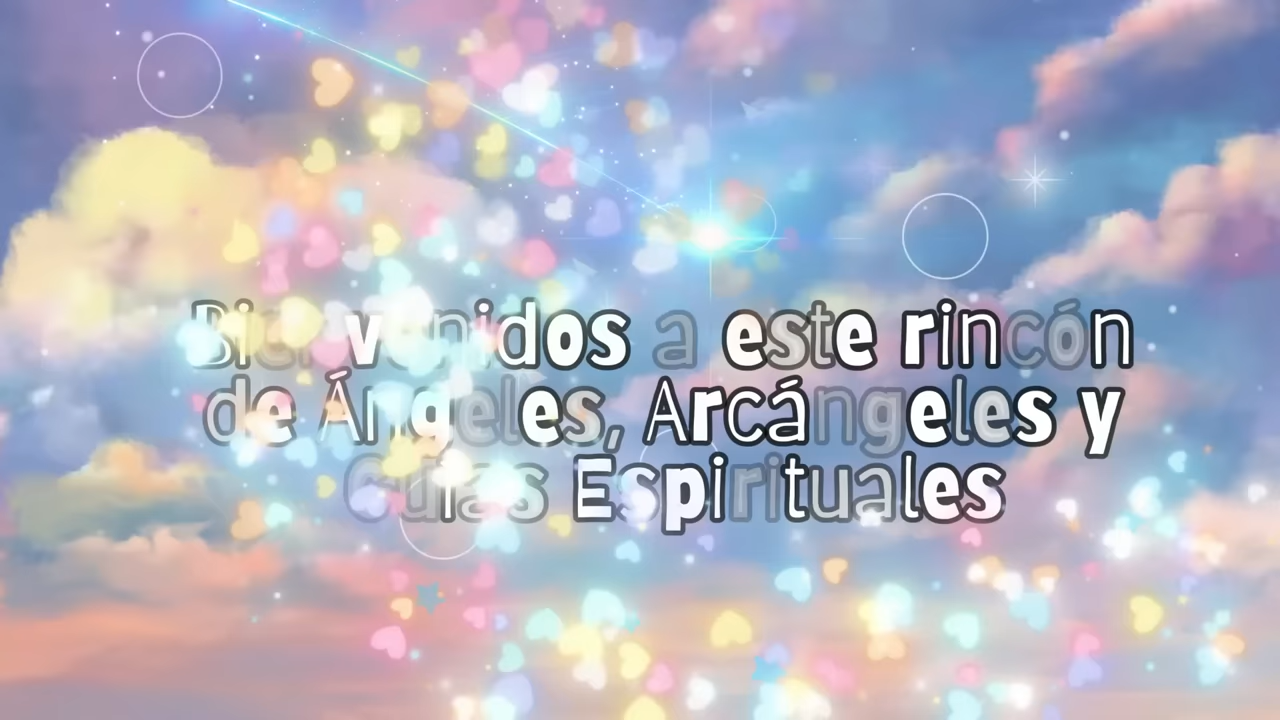 Bienvenidos a este rincón
de Ángeles, Arcángeles y
Guías Espirituales